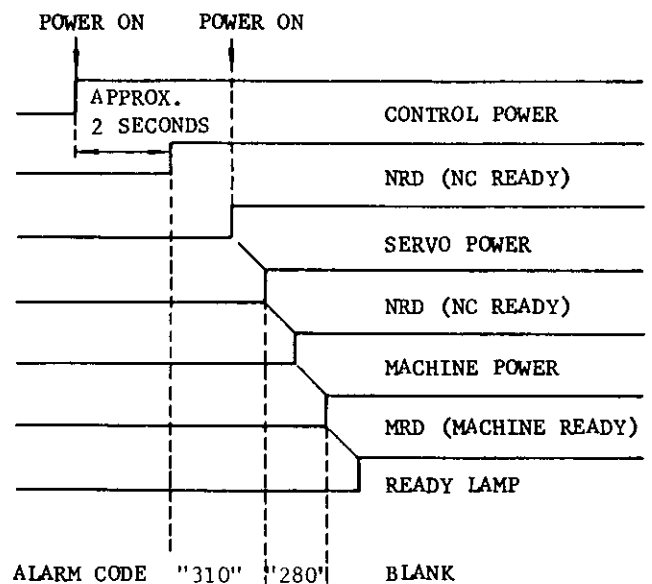 POWER ON POWER ON
APPROX.
2 SECONDS
CONTROL POWER
NRD (NC READY)
SERVO POWER
NRD (NC READY)
MACHINE POWER
MRD (MACHINE READY)
READY LAMP
ALARM CODE "310" "280" BLANK